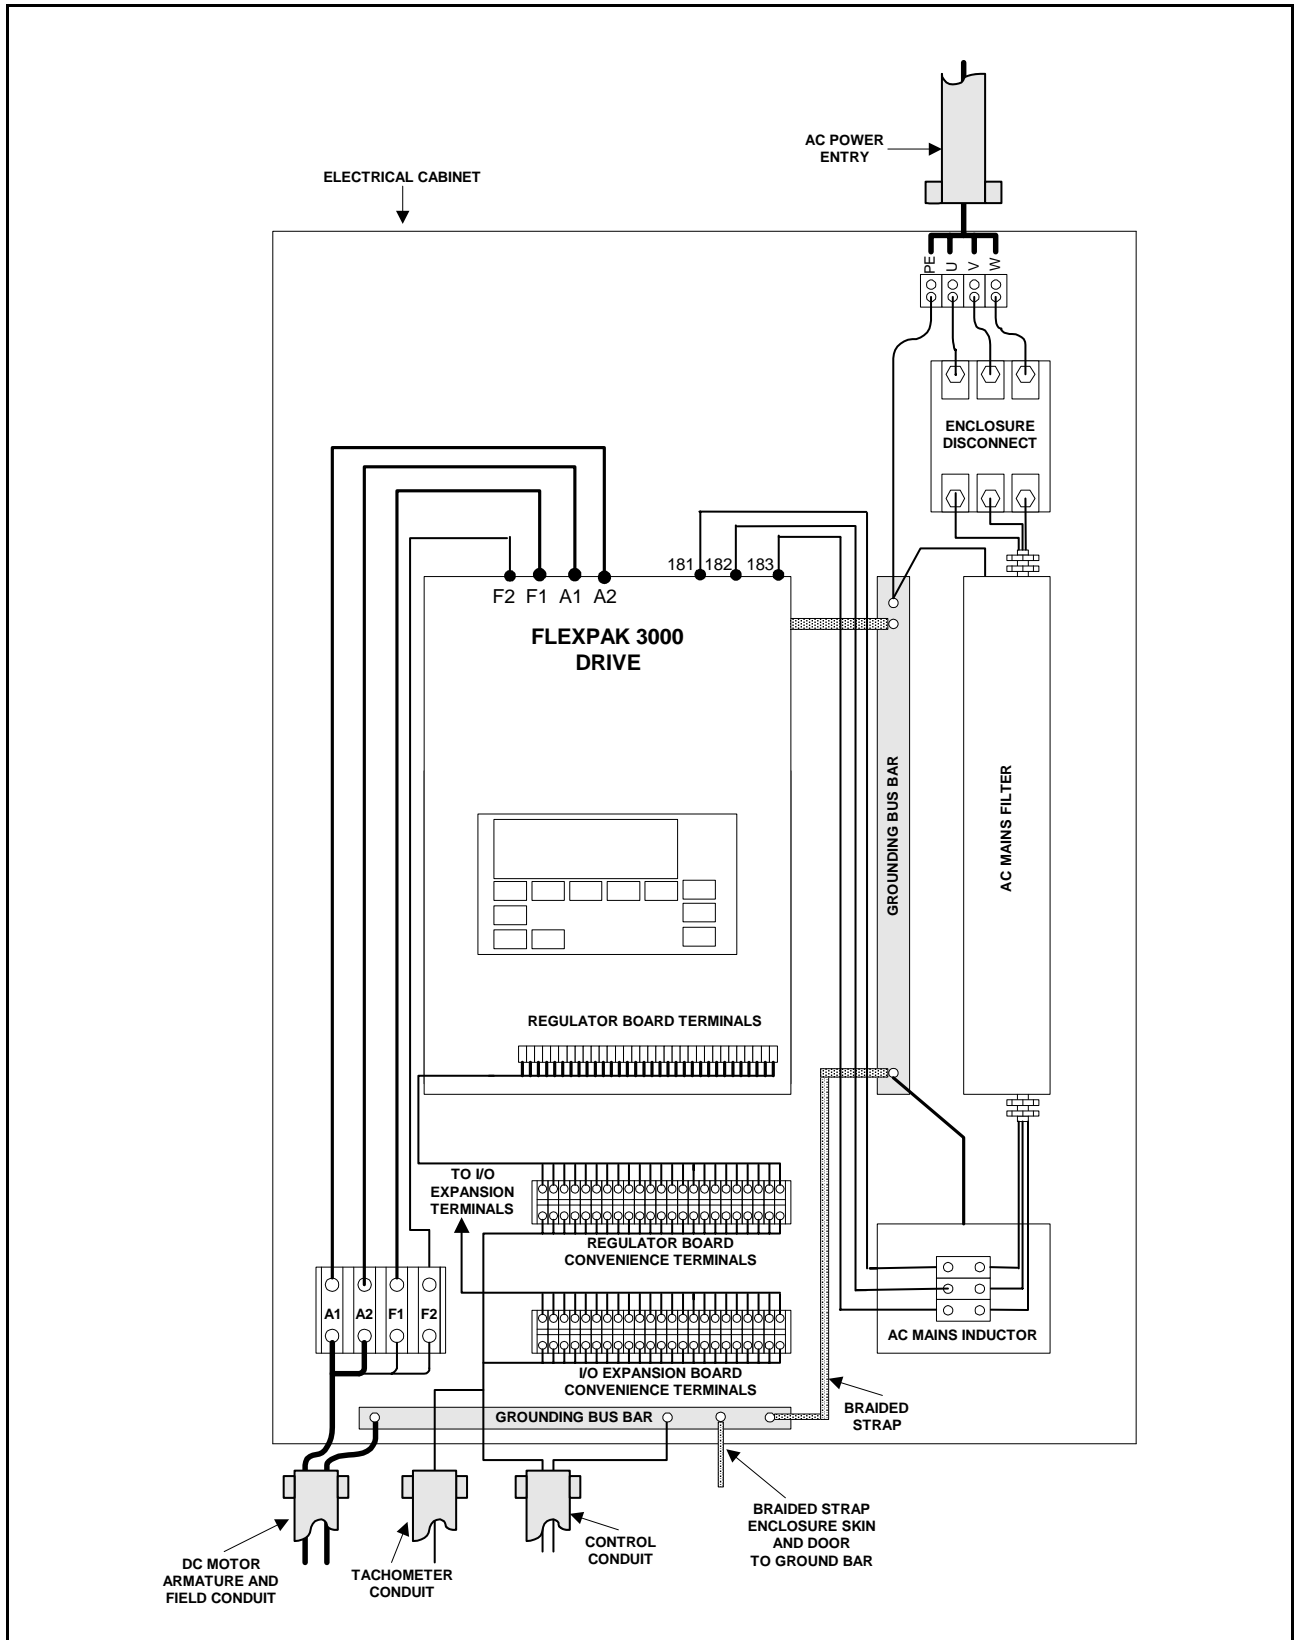 AC POWER
ENTRY
ELECTRICAL CABINET
PE
U
V
W
ENCLOSURE
DISCONNECT
181 182 183
F2 F1 A1 A2
FLEXPAK 3000
DRIVE
GROUNDING BUS BAR
AC MAINS FILTER
REGULATOR BOARD TERMINALS
TO I/O
EXPANSION
TERMINALS
REGULATOR BOARD
CONVENIENCE TERMINALS
A1 A2 F1 F2
AC MAINS INDUCTOR
I/O EXPANSION BOARD
CONVENIENCE TERMINALS
GROUNDING BUS BAR
BRAIDED
STRAP
DC MOTOR
ARMATURE AND
FIELD CONDUIT
TACHOMETER
CONDUIT
CONTROL
CONDUIT
BRAIDED STRAP
ENCLOSURE SKIN
AND DOOR
TO GROUND BAR